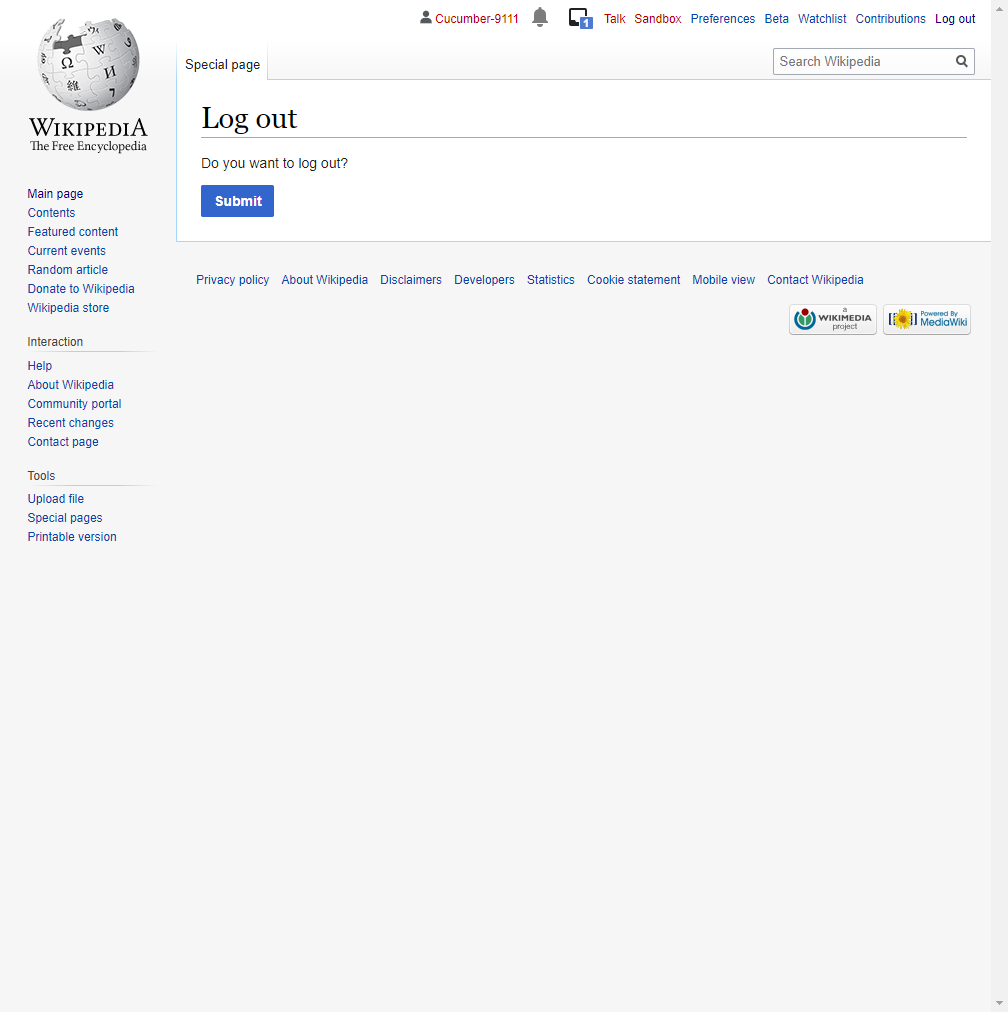 Cucumber-9111 1 Talk Sandbox Preferences Beta Watchlist Contributions Log out
Special page
Search Wikipedia
WIKIPEDIA
The Free Encyclopedia
Log out
Do you want to log out?
Submit
Main page
Contents
Featured content
Current events
Random article
Donate to Wikipedia
Wikipedia store
Interaction
Help
About Wikipedia
Community portal
Recent changes
Contact page
Tools
Upload file
Special pages
Printable version
Privacy policy About Wikipedia Disclaimers Developers Statistics Cookie statement Mobile view Contact Wikipedia
a
WIKIMEDIA
project
Powered By
MediaWiki